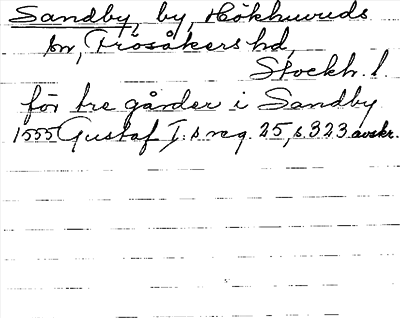 Sandby, by, Hökhuvuds
sn, Frösåkers hd,
Stockh. l.
för tre gårder i Sandby
1555 Gustaf I:s reg. 25, s. 323 avskr.